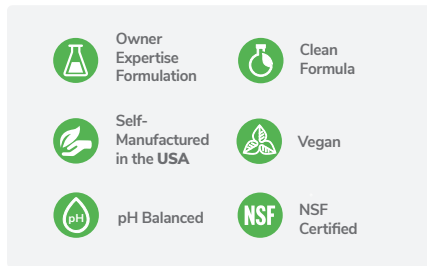 Owner
Expertise
Formulation
Clean
Formula
Self-
Manufactured
in the USA
Vegan
pH
pH Balanced
NSF
NSF
Certified